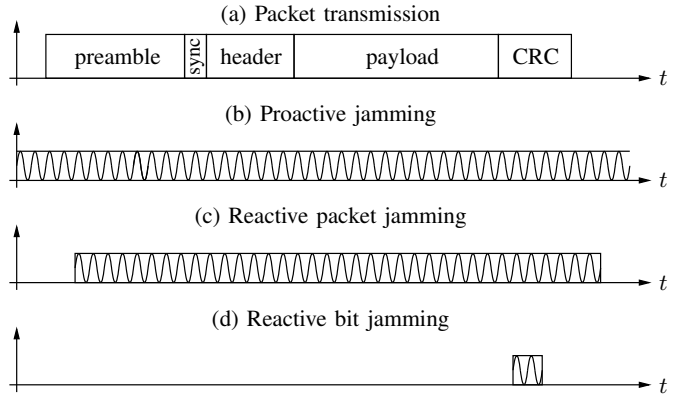 (a) Packet transmission
preamble sync header payload CRC
t
(b) Proactive jamming
t
(c) Reactive packet jamming
t
(d) Reactive bit jamming
t